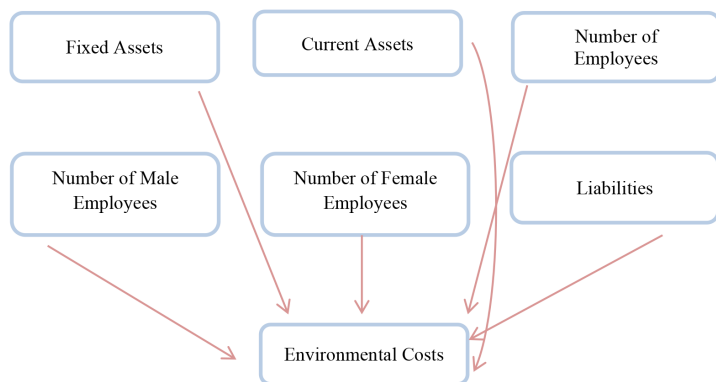 Fixed Assets
Current Assets
Number of
Employees
Number of Male
Employees
Number of Female
Employees
Liabilities
Environmental Costs